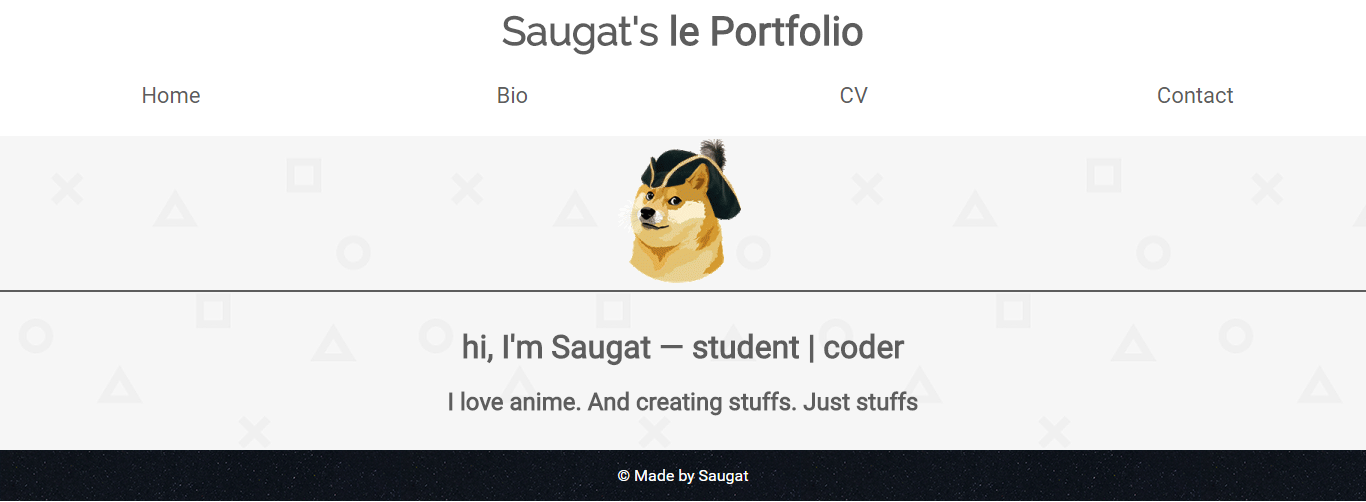 Saugat's le Portfolio
Home Bio CV Contact
hi, I'm Saugat — student | coder
I love anime. And creating stuffs. Just stuffs
© Made by Saugat